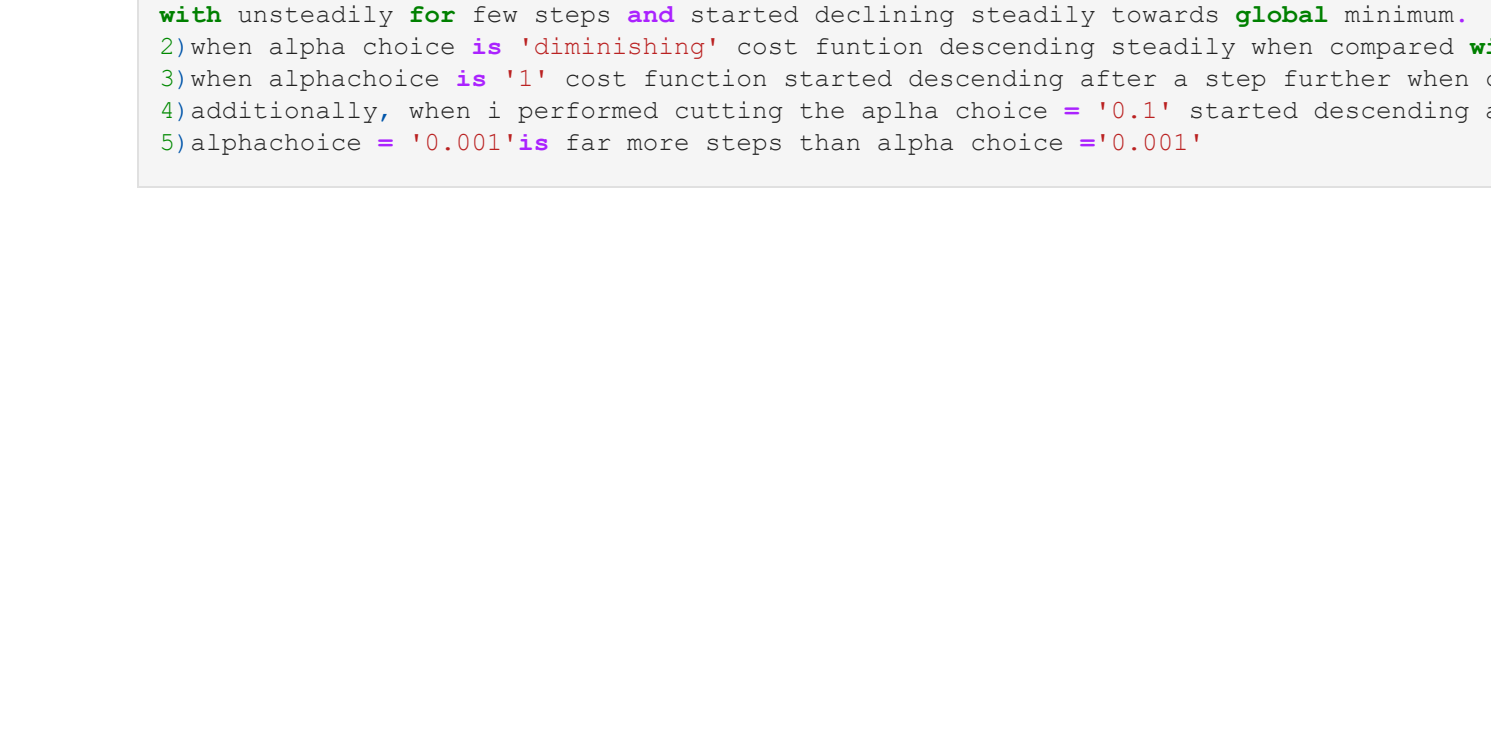 with unsteadily for few steps and started declining steadily towards global minimum.
2)when alpha choice is 'diminishing' cost funtion descending steadily when compared
3)when alphachoice is '1' cost function started descending after a step further when
4)additionally, when i performed cutting the aplha choice = '0.1' started descending
5)alphachoice = '0.001'is far more steps than alpha choice ='0.001'